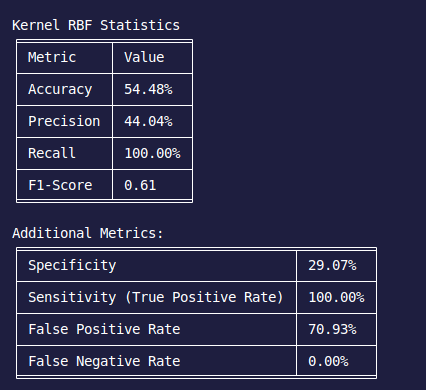 Kernel RBF Statistics
Metric Value
Accuracy 54.48%
Precision 44.04%
Recall 100.00%
F1-Score 0.61
Additional Metrics:
Specificity 29.07%
Sensitivity (True Positive Rate) 100.00%
False Positive Rate 70.93%
False Negative Rate 0.00%